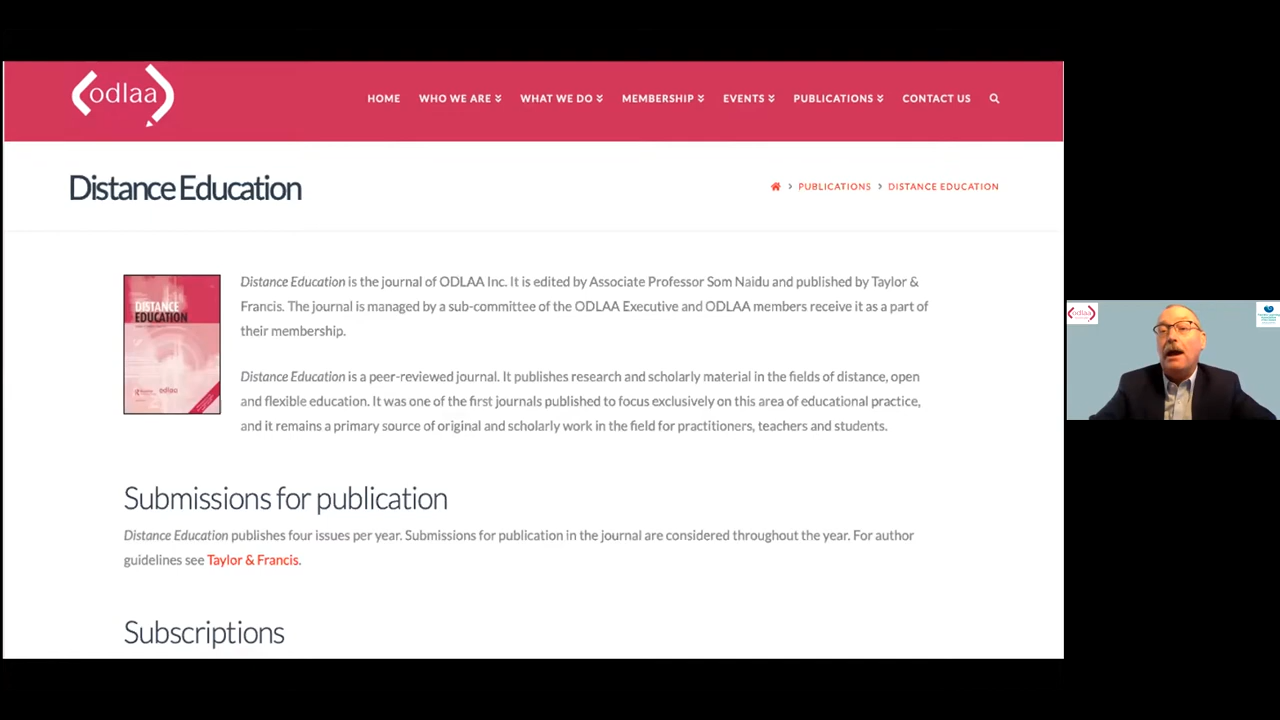 odlaa
HOME WHO WE ARE WHAT WE DO MEMBERSHIP EVENTS PUBLICATIONS CONTACT US
Distance Education
PUBLICATIONS DISTANCE EDUCATION
DISTANCE
EDUCATION
odlaa
Distance Education is the journal of ODLAA Inc. It is edited by Associate Professor Som Naidu and published by Taylor &
Francis. The journal is managed by a sub-committee of the ODLAA Executive and ODLAA members receive it as a part of
their membership.
Distance Education is a peer-reviewed journal. It publishes research and scholarly material in the fields of distance, open
and flexible education. It was one of the first journals published to focus exclusively on this area of educational practice,
and it remains a primary source of original and scholarly work in the field for practitioners, teachers and students.
Submissions for publication
Distance Education publishes four issues per year. Submissions for publication in the journal are considered throughout the year. For author
guidelines see Taylor & Francis.
Subscriptions
odlaa